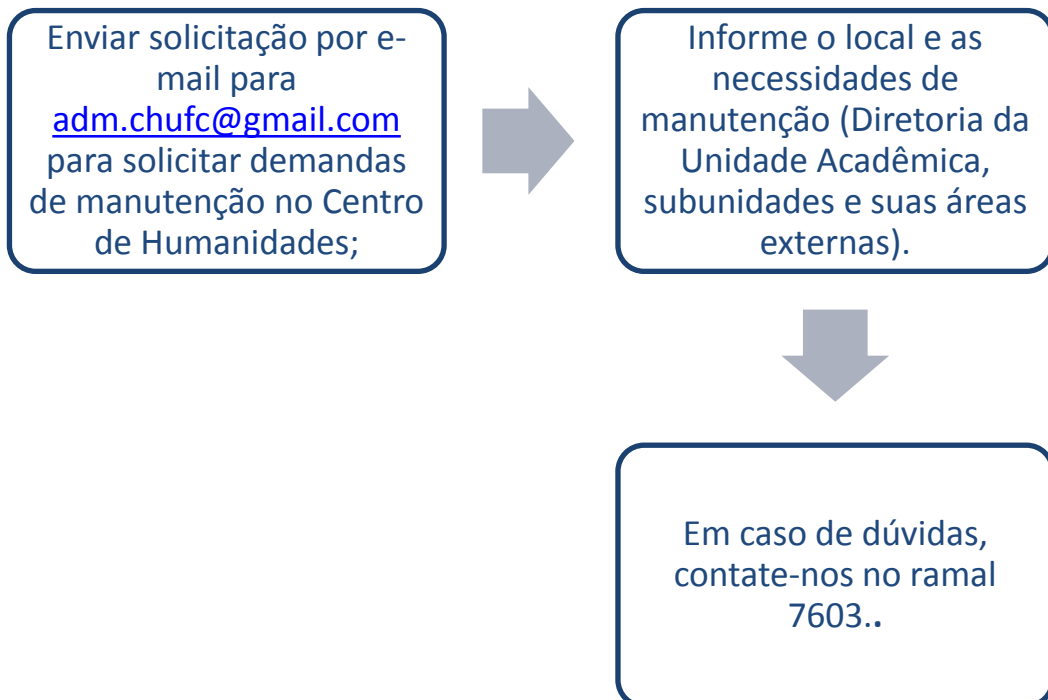 Enviar solicitação por e-
mail para
adm.chufc@gmail.com
para solicitar demandas
de manutenção no Centro
de Humanidades;
Informe o local e as
necessidades de
manutenção (Diretoria da
Unidade Acadêmica,
subunidades e suas áreas
externas).
Em caso de dúvidas,
contate-nos no ramal
7603..